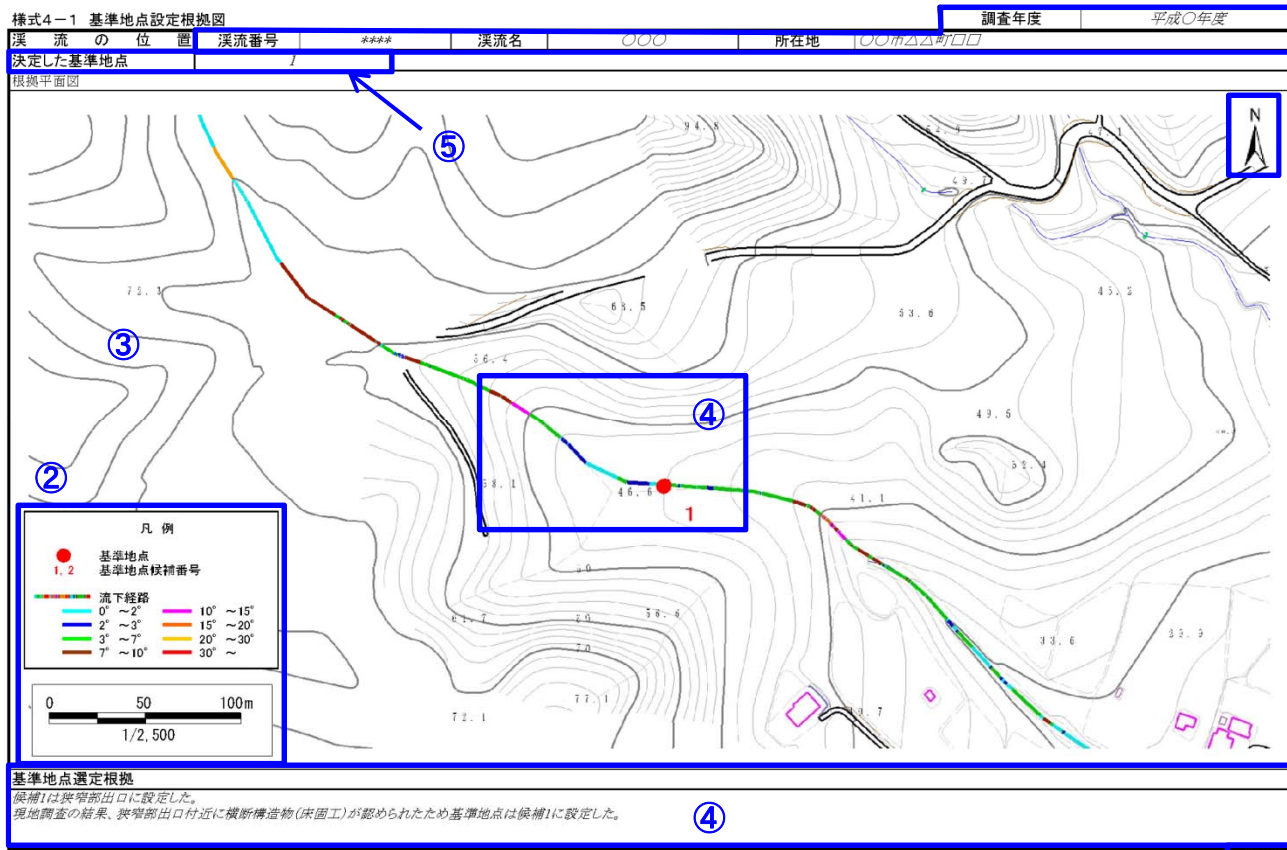 様式4-1 基準地点設定根拠図
調査年度 平成〇年度
渓流の位置 渓流番号 **** 渓流名 〇〇〇 所在地 〇〇市△△町□□
決定した基準地点 1
根拠平面図
⑤
N
94.8
72.3
68.5
53.6
45.2
③
56.4
④
49.5
②
58.1
46.6
1
52.4
41.1
凡 例
基準地点
1, 2 基準地点候補番号
流下経路
0° ~2° 10° ~15°
2° ~3° 15° ~20°
3° ~7° 20° ~30°
7° ~10° 30° ~
56.6
61.7
70
33.6
77.1
72.1
0 50 100m
1/2,500
基準地点選定根拠
候補1は狭窄部出口に設定した。
現地調査の結果、狭窄部出口付近に横断構造物(床固工)が認められたため基準地点は候補1に設定した。
④